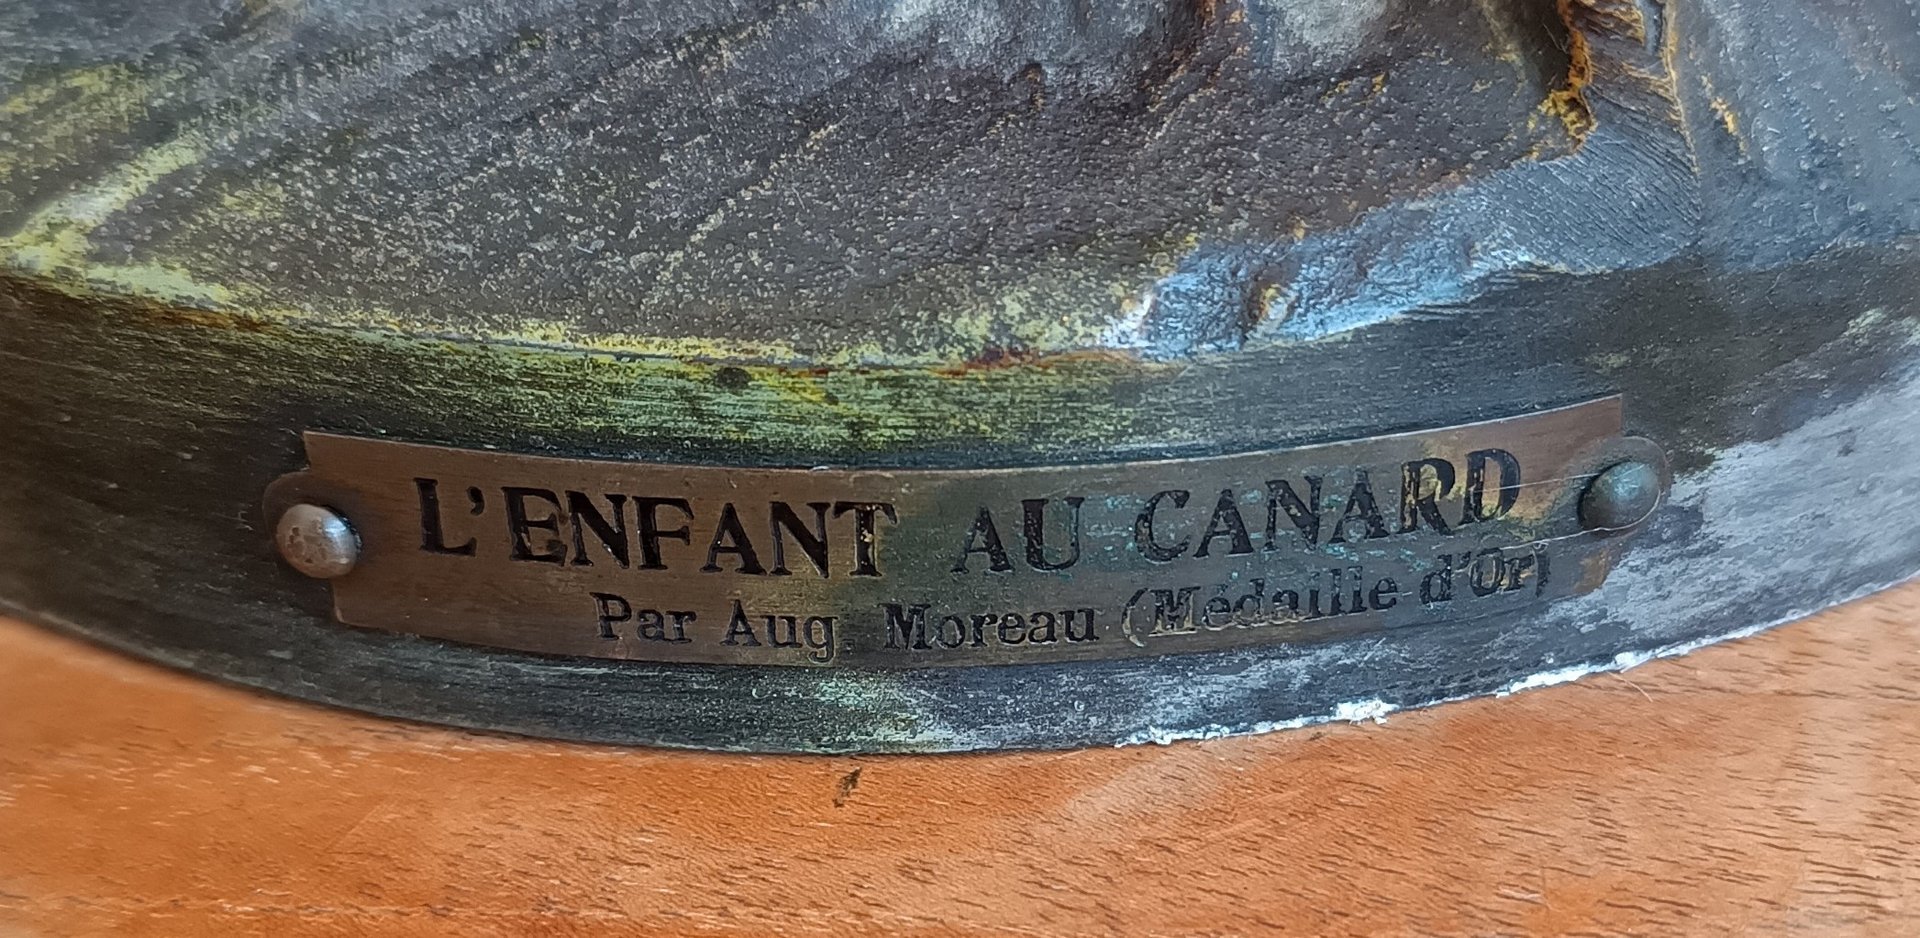 L'ENFANT AU CANARD
Par Aug. Moreau (Médaille d'Or)